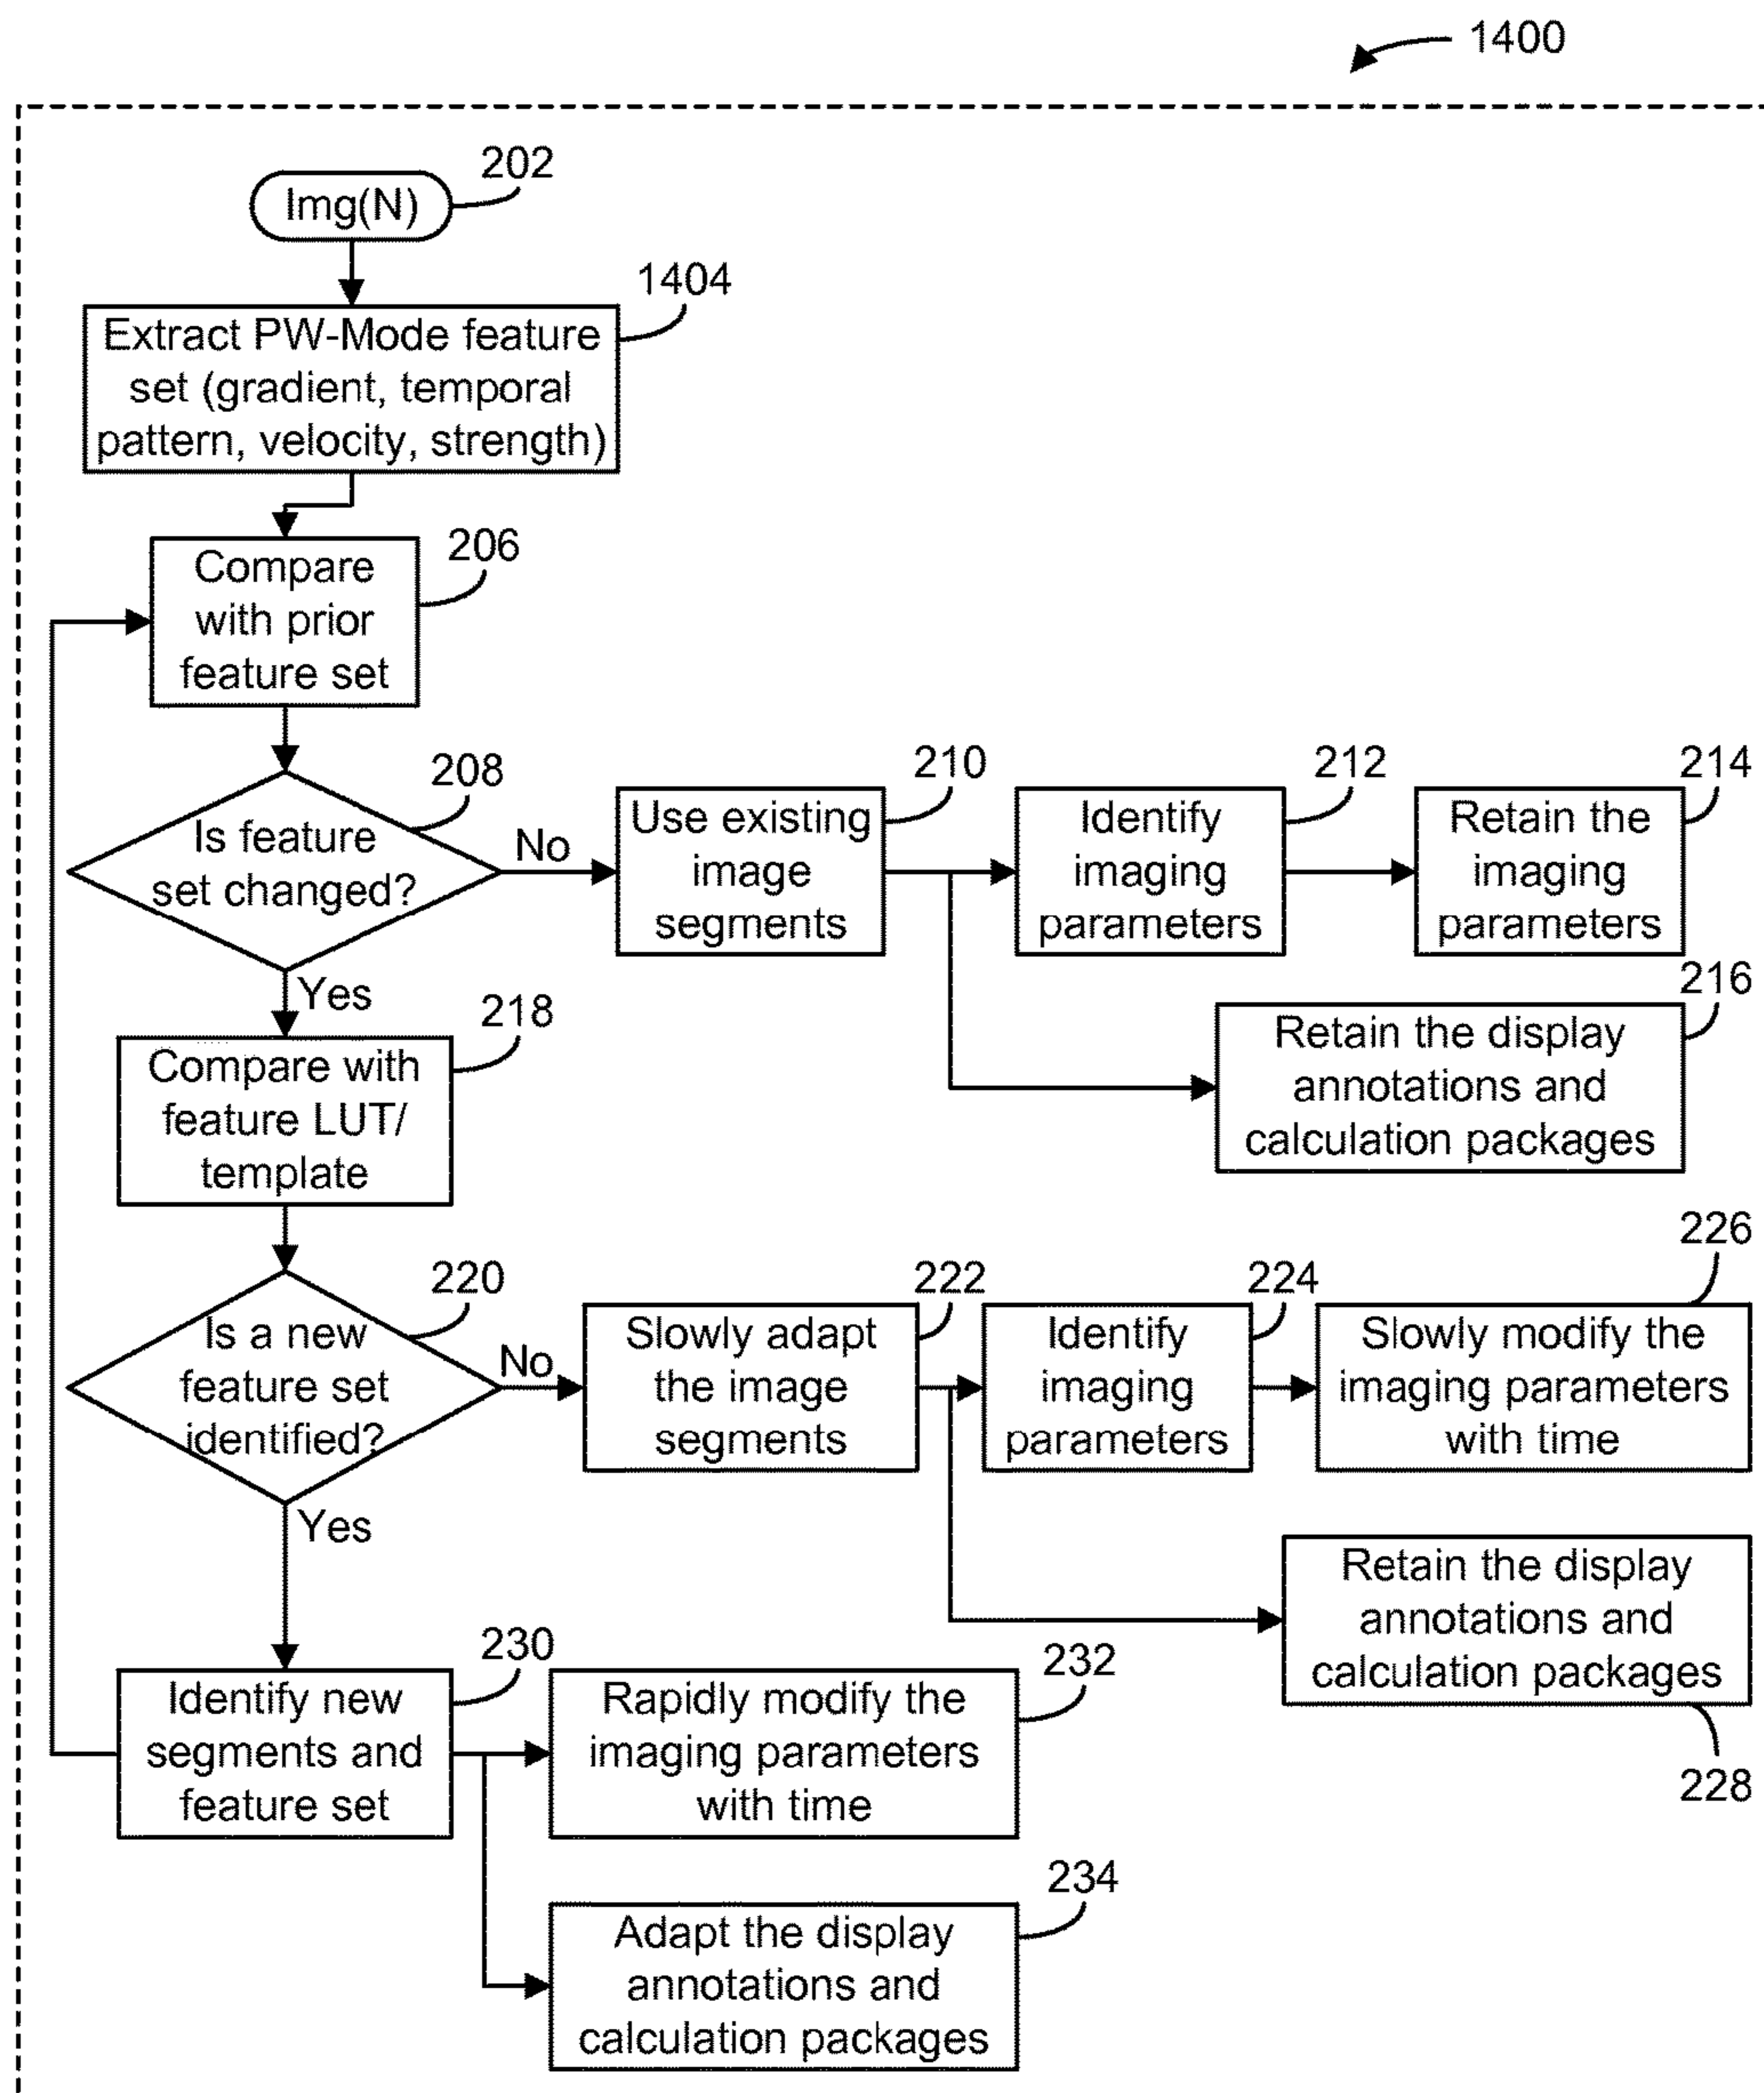 1400
202
Img(N)
1404
Extract PW-Mode feature
set (gradient, temporal
pattern, velocity, strength)
206
Compare
with prior
feature set
208
Is feature
set changed?
No
Yes
210
Use existing
image
segments
212
Identify
imaging
parameters
214
Retain the
imaging
parameters
216
Retain the display
annotations and
calculation packages
218
Compare with
feature LUT/
template
220
Is a new
feature set
identified?
No
Yes
222
Slowly adapt
the image
segments
224
Identify
imaging
parameters
226
Slowly modify the
imaging parameters
with time
Retain the display
annotations and
calculation packages
228
230
Identify new
segments and
feature set
232
Rapidly modify the
imaging parameters
with time
234
Adapt the display
annotations and
calculation packages